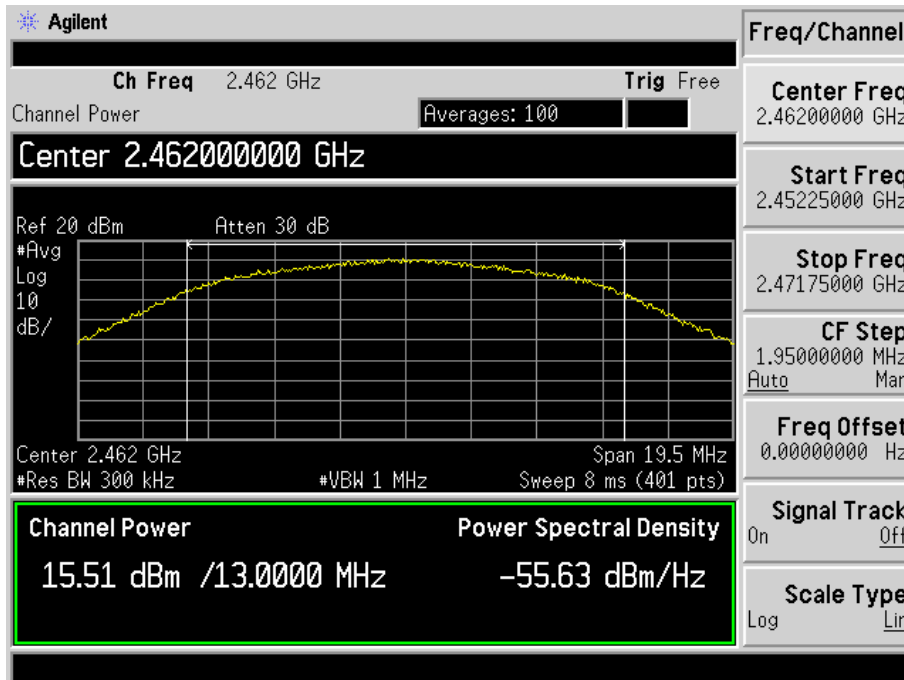 Agilent
Freq/Channel
Ch Freq 2.462 GHz Trig Free
Channel Power Averages: 100
Center 2.462000000 GHz
Ref 20 dBm Atten 30 dB
#Avg
Log
10
dB/
Center 2.462 GHz Span 19.5 MHz
#Res BW 300 kHz #VBW 1 MHz Sweep 8 ms (401 pts)
Channel Power Power Spectral Density
15.51 dBm /13.0000 MHz -55.63 dBm/Hz
Center Freq
2.46200000 GHz
Start Freq
2.45225000 GHz
Stop Freq
2.47175000 GHz
CF Step
1.95000000 MHz
Auto Man
Freq Offset
0.00000000 Hz
Signal Track
On Off
Scale Type
Log Lin